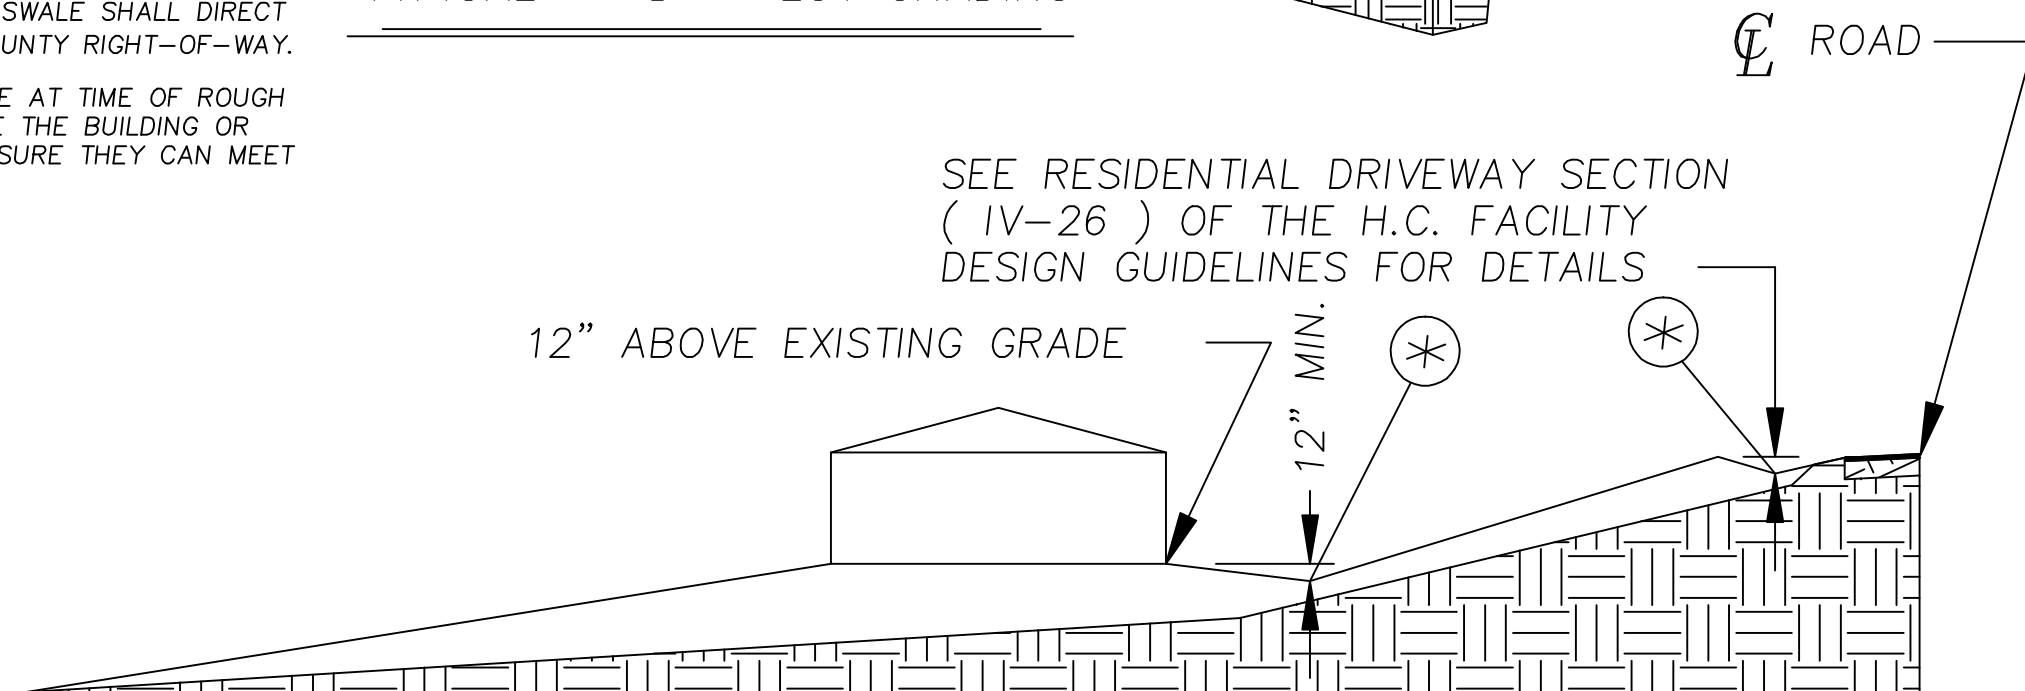 SWALE SHALL DIRECT
UNTY RIGHT-OF-WAY.
E AT TIME OF ROUGH
E THE BUILDING OR
SURE THEY CAN MEET
℄ ROAD
SEE RESIDENTIAL DRIVEWAY SECTION
( IV-26 ) OF THE H.C. FACILITY
DESIGN GUIDELINES FOR DETAILS
12" ABOVE EXISTING GRADE
12" MIN.
*
*